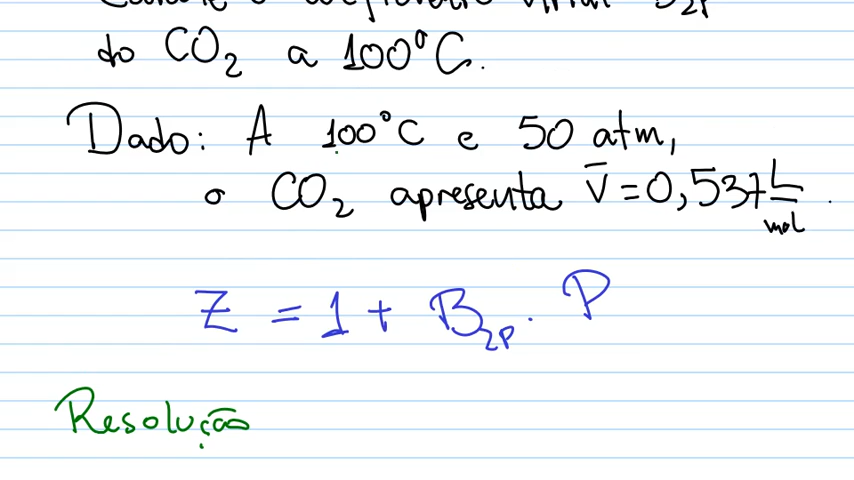 do CO₂ a 100°C.
Dado: A 100°C e 50 atm,
o CO₂ apresenta V̄ = 0,537 L/mol.
Z = 1 + B₂ₚ . P
Resolução